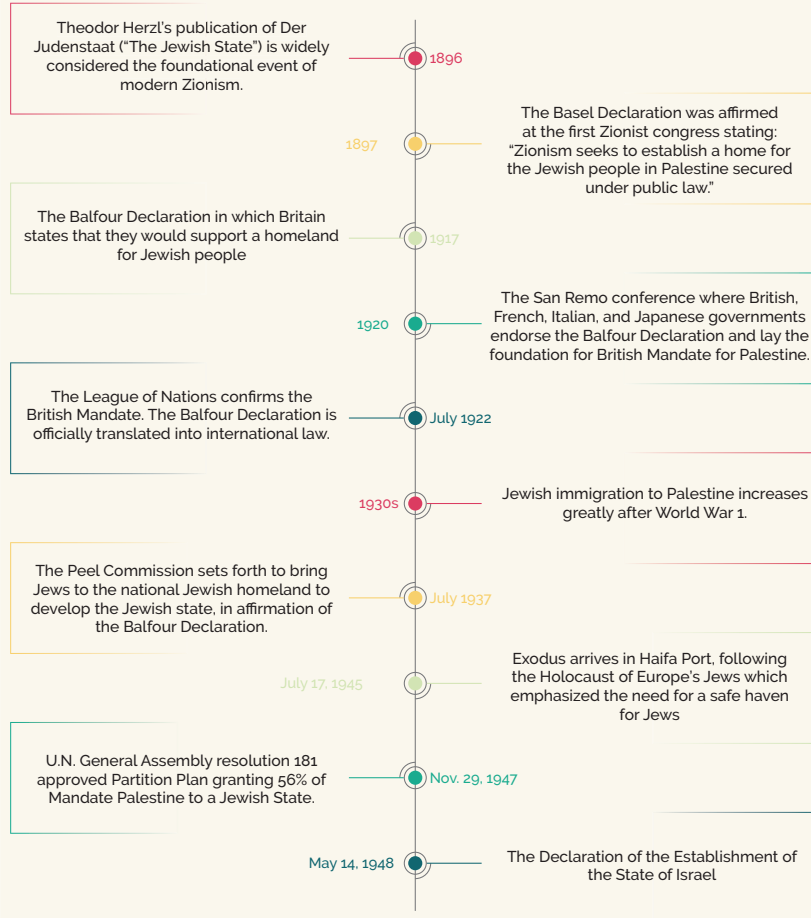 Theodor Herzl's publication of Der
Judenstaat (“The Jewish State”) is widely
considered the foundational event of
modern Zionism.
1896
1897
The Basel Declaration was affirmed
at the first Zionist congress stating:
“Zionism seeks to establish a home for
the Jewish people in Palestine secured
under public law.”
The Balfour Declaration in which Britain
states that they would support a homeland
for Jewish people
1917
1920
The San Remo conference where British,
French, Italian, and Japanese governments
endorse the Balfour Declaration and lay the
foundation for British Mandate for Palestine.
The League of Nations confirms the
British Mandate. The Balfour Declaration is
officially translated into international law.
July 1922
1930s
Jewish immigration to Palestine increases
greatly after World War 1.
The Peel Commission sets forth to bring
Jews to the national Jewish homeland to
develop the Jewish state, in affirmation of
the Balfour Declaration.
July 1937
July 17, 1945
Exodus arrives in Haifa Port, following
the Holocaust of Europe's Jews which
emphasized the need for a safe haven
for Jews
U.N. General Assembly resolution 181
approved Partition Plan granting 56% of
Mandate Palestine to a Jewish State.
Nov. 29, 1947
May 14, 1948
The Declaration of the Establishment of
the State of Israel